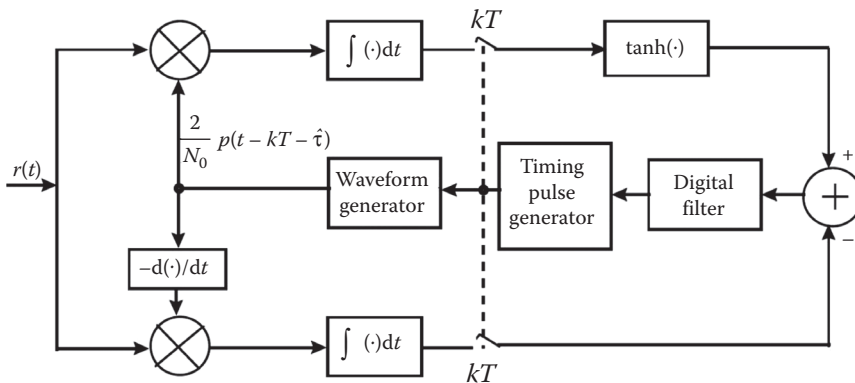 kT
∫ (·)dt
tanh(·)
2/N₀ p(t – kT – τ̂)
+
r(t)
Waveform generator
Timing pulse generator
Digital filter
+
–
–d(·)/dt
∫ (·)dt
kT